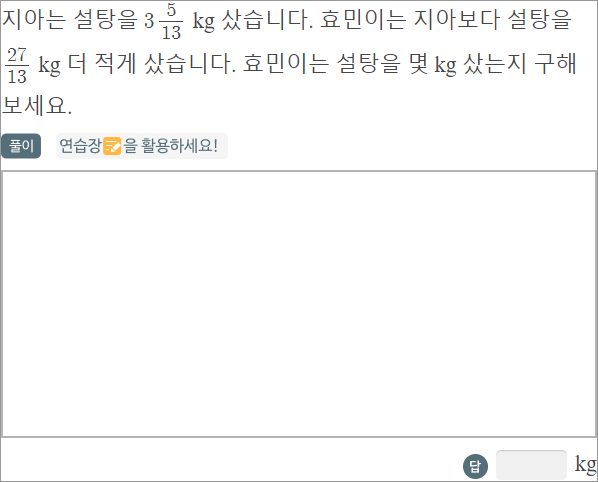 지아는 설탕을 3 5/13 kg 샀습니다. 효민이는 지아보다 설탕을
27/13 kg 더 적게 샀습니다. 효민이는 설탕을 몇 kg 샀는지 구해
보세요.
풀이 연습장을 활용하세요!
답 kg